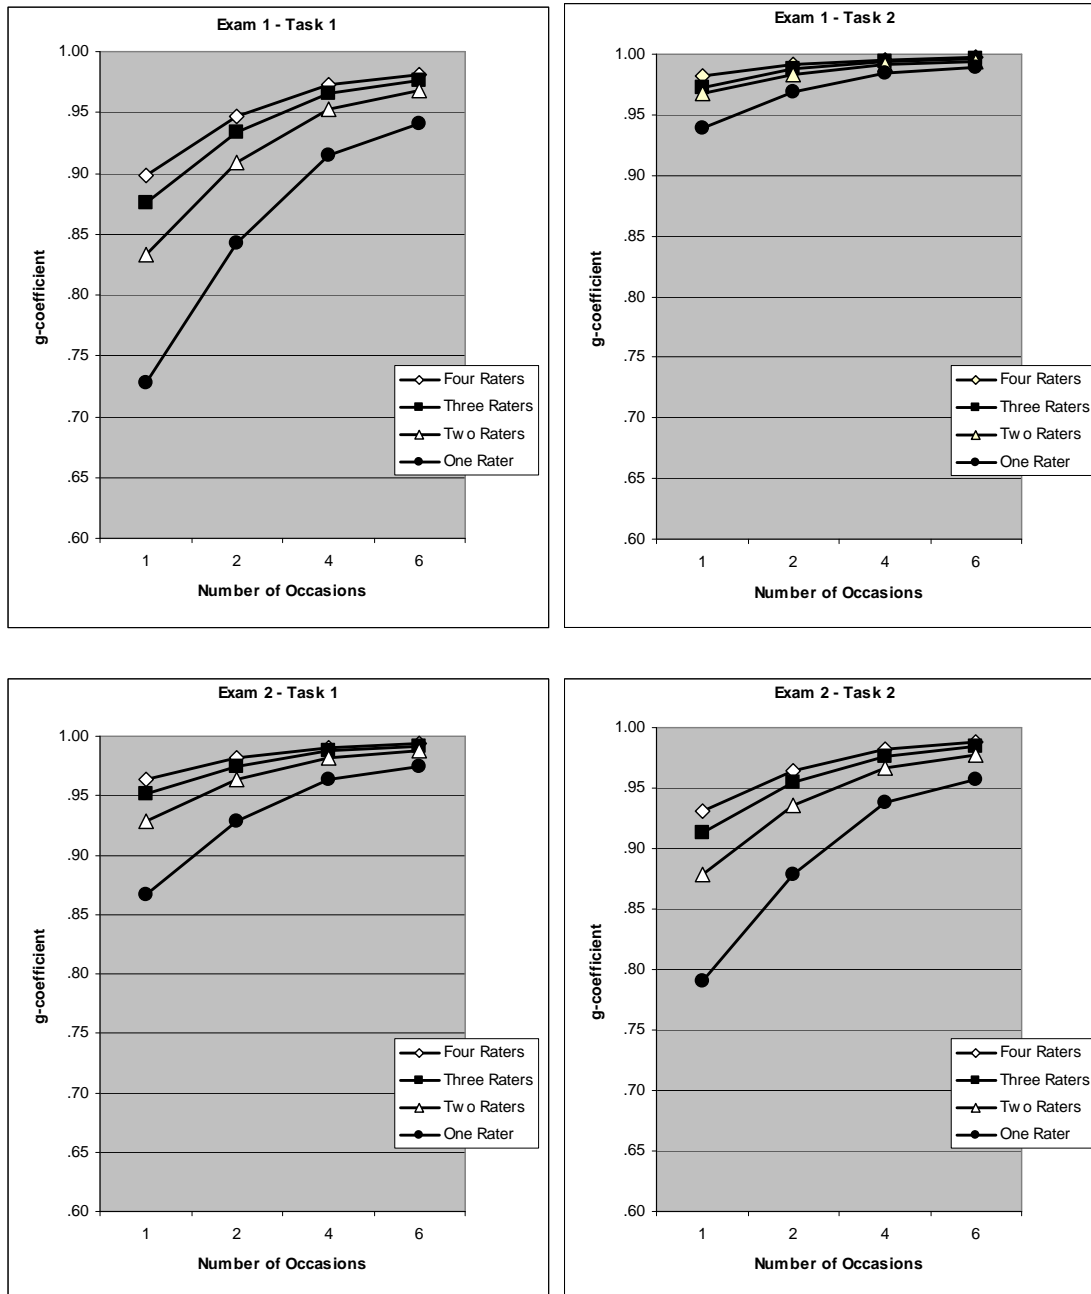 Exam 1 - Task 1
1.00
.95
.90
.85
.80
.75
.70
.65
.60
g-coefficient
Four Raters
Three Raters
Two Raters
One Rater
1 2 4 6
Number of Occasions
Exam 1 - Task 2
1.00
.95
.90
.85
.80
.75
.70
.65
.60
g-coefficient
Four Raters
Three Raters
Two Raters
One Rater
1 2 4 6
Number of Occasions
Exam 2 - Task 1
1.00
.95
.90
.85
.80
.75
.70
.65
.60
g-coefficient
Four Raters
Three Raters
Two Raters
One Rater
1 2 4 6
Number of Occasions
Exam 2 - Task 2
1.00
.95
.90
.85
.80
.75
.70
.65
.60
g-coefficient
Four Raters
Three Raters
Two Raters
One Rater
1 2 4 6
Number of Occasions